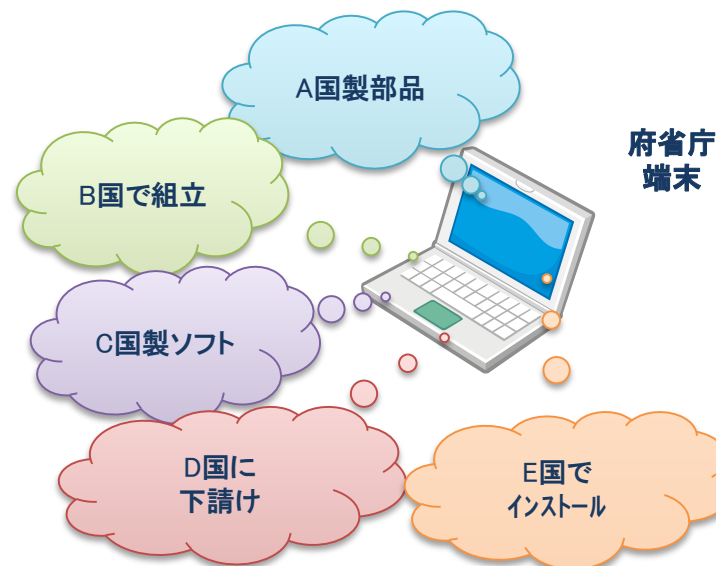 A国製部品
府省庁
端末
B国で組立
C国製ソフト
D国に
下請け
E国で
インストール